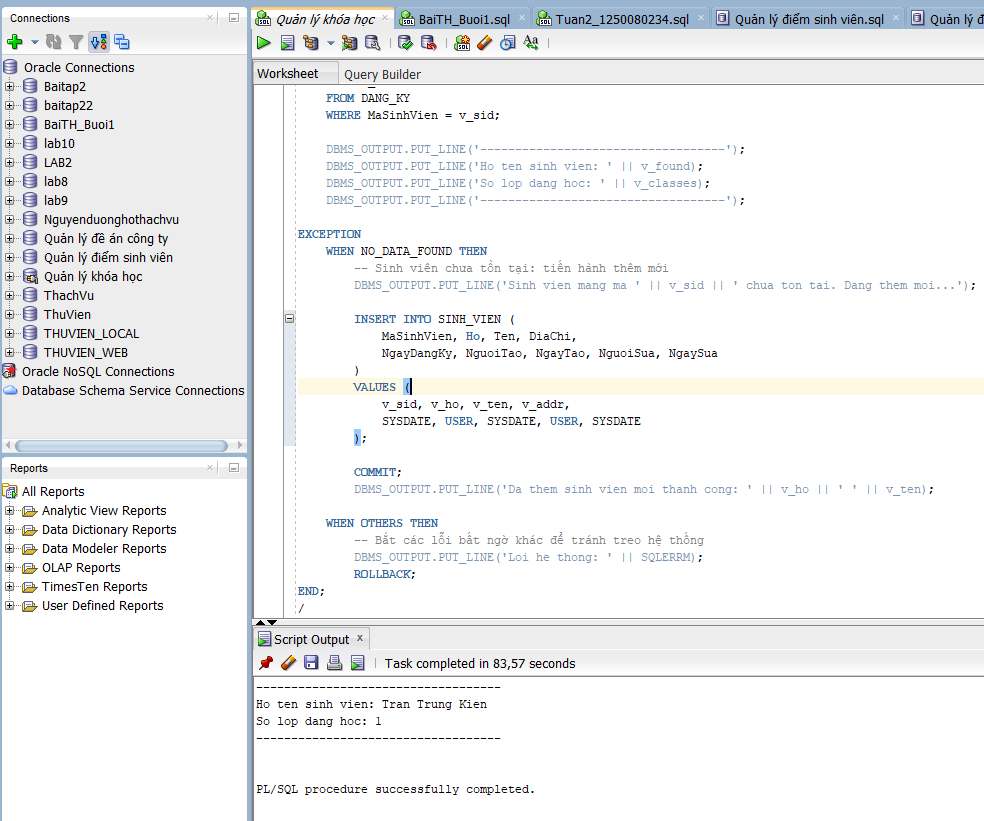 Connections
Oracle Connections
Baitap2
baitap22
BaiTH_Buoi1
lab10
LAB2
lab8
lab9
Nguyenduonghothachvu
Quản lý đề án công ty
Quản lý điểm sinh viên
Quản lý khóa học
ThachVu
ThuVien
THUVIEN_LOCAL
THUVIEN_WEB
Oracle NoSQL Connections
Database Schema Service Connections
Reports
All Reports
Analytic View Reports
Data Dictionary Reports
Data Modeler Reports
OLAP Reports
TimesTen Reports
User Defined Reports
Quản lý khóa học
BaiTH_Buoi1.sql
Tuan2_1250080234.sql
Quản lý điểm sinh viên.sql
Quản lý đ
Worksheet
Query Builder
FROM DANG_KY
WHERE MaSinhVien = v_sid;
DBMS_OUTPUT.PUT_LINE('-----------------------------------');
DBMS_OUTPUT.PUT_LINE('Ho ten sinh vien: ' || v_found);
DBMS_OUTPUT.PUT_LINE('So lop dang hoc: ' || v_classes);
DBMS_OUTPUT.PUT_LINE('-----------------------------------');
EXCEPTION
WHEN NO_DATA_FOUND THEN
-- Sinh viên chưa tồn tại: tiến hành thêm mới
DBMS_OUTPUT.PUT_LINE('Sinh vien mang ma ' || v_sid || ' chua ton tai. Dang them moi...');
INSERT INTO SINH_VIEN (
MaSinhVien, Ho, Ten, DiaChi,
NgayDangKy, NguoiTao, NgayTao, NguoiSua, NgaySua
)
VALUES (
v_sid, v_ho, v_ten, v_addr,
SYSDATE, USER, SYSDATE, USER, SYSDATE
);
COMMIT;
DBMS_OUTPUT.PUT_LINE('Da them sinh vien moi thanh cong: ' || v_ho || ' ' || v_ten);
WHEN OTHERS THEN
-- Bắt các lỗi bất ngờ khác để tránh treo hệ thống
DBMS_OUTPUT.PUT_LINE('Loi he thong: ' || SQLERRM);
ROLLBACK;
END;
/
Script Output
Task completed in 83,57 seconds
-----------------------------------
Ho ten sinh vien: Tran Trung Kien
So lop dang hoc: 1
-----------------------------------
PL/SQL procedure successfully completed.